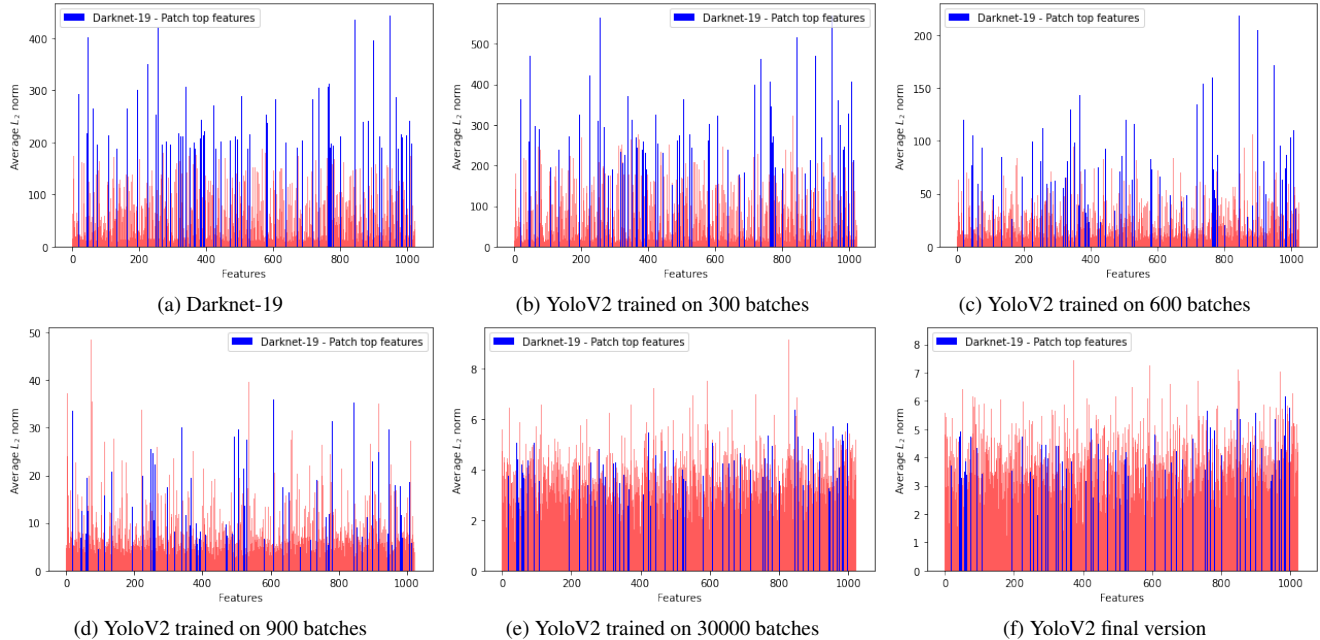 Darknet-19 - Patch top features
Average L2 norm
400
300
200
100
0
0 200 400 600 800 1000
Features
(a) Darknet-19
Darknet-19 - Patch top features
Average L2 norm
500
400
300
200
100
0
0 200 400 600 800 1000
Features
(b) YoloV2 trained on 300 batches
Darknet-19 - Patch top features
Average L2 norm
200
150
100
50
0
0 200 400 600 800 1000
Features
(c) YoloV2 trained on 600 batches
Darknet-19 - Patch top features
Average L2 norm
50
40
30
20
10
0
0 200 400 600 800 1000
Features
(d) YoloV2 trained on 900 batches
Darknet-19 - Patch top features
Average L2 norm
8
6
4
2
0
0 200 400 600 800 1000
Features
(e) YoloV2 trained on 30000 batches
Darknet-19 - Patch top features
Average L2 norm
8
7
6
5
4
3
2
1
0
0 200 400 600 800 1000
Features
(f) YoloV2 final version